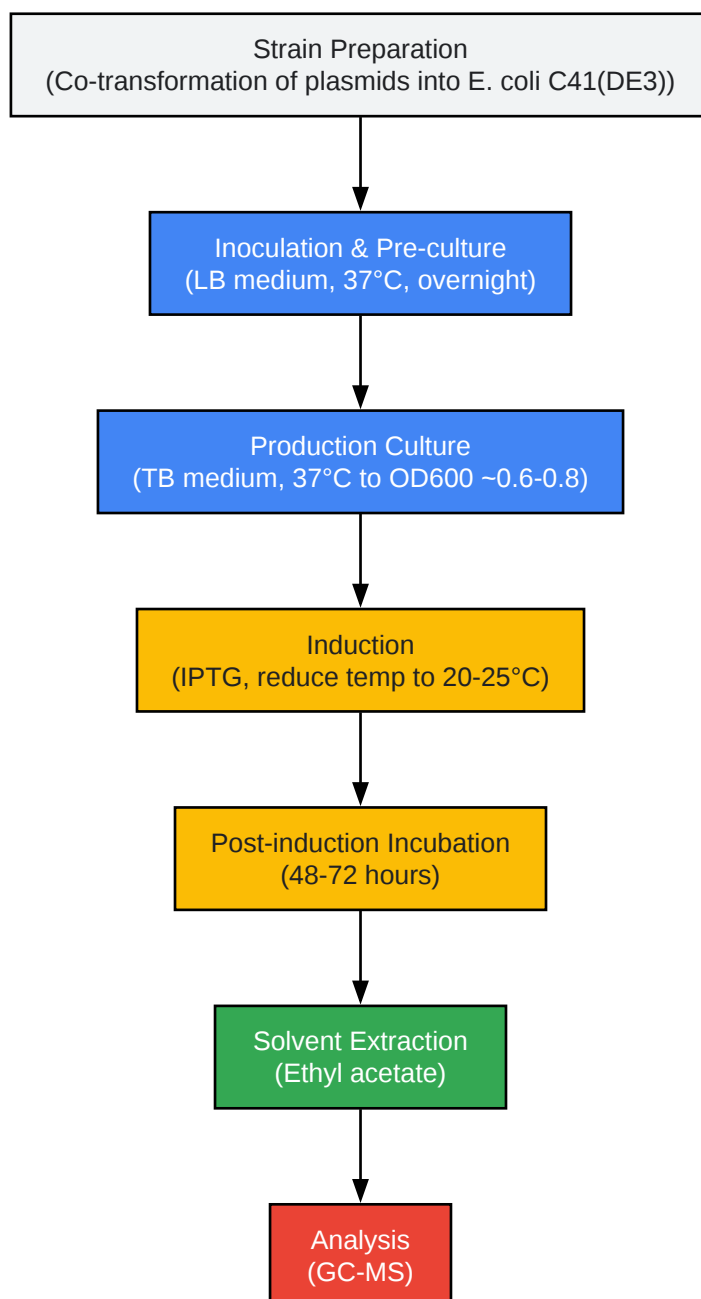 Strain Preparation
(Co-transformation of plasmids into E. coli C41(DE3))
Inoculation & Pre-culture
(LB medium, 37°C, overnight)
Production Culture
(TB medium, 37°C to OD600 ~0.6-0.8)
Induction
(IPTG, reduce temp to 20-25°C)
Post-induction Incubation
(48-72 hours)
Solvent Extraction
(Ethyl acetate)
Analysis
(GC-MS)